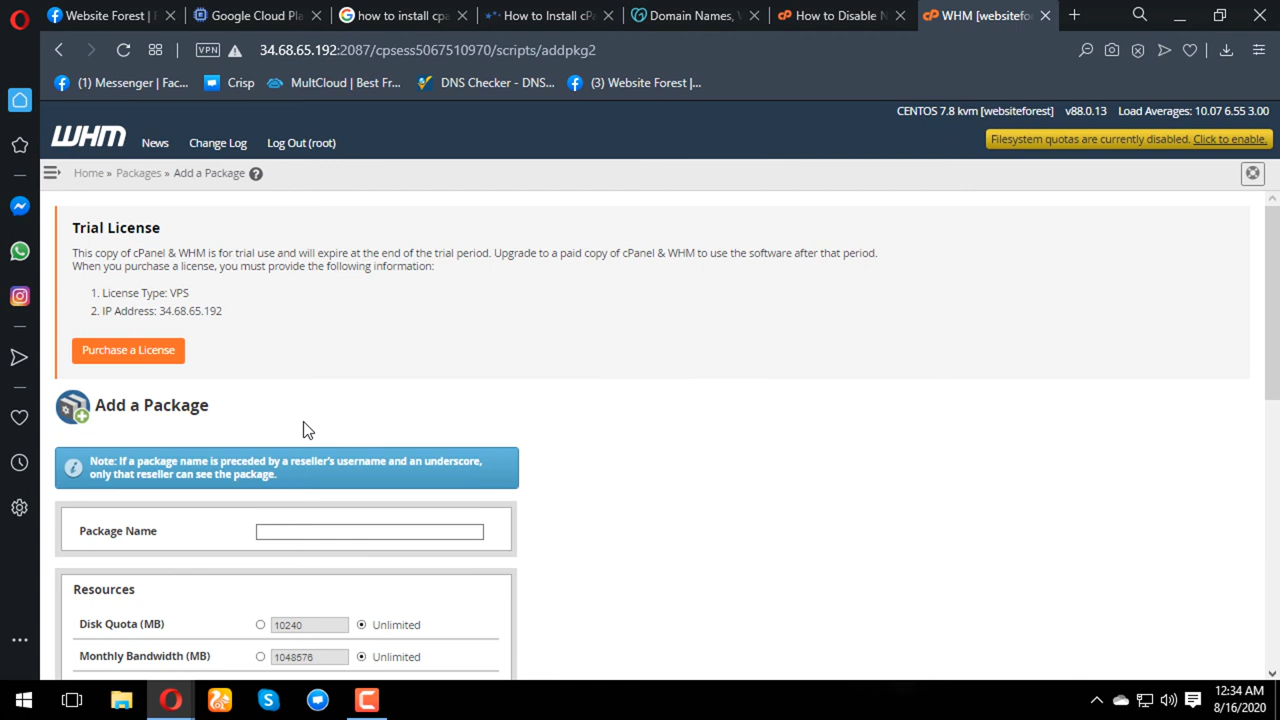 Website Forest |
Google Cloud Pla
how to install cpa
How to Install cPa
Domain Names, W
How to Disable N
WHM [websitefo
VPN
34.68.65.192:2087/cpsess5067510970/scripts/addpkg2
(1) Messenger | Fac...
Crisp
MultCloud | Best Fr...
DNS Checker - DNS...
(3) Website Forest |...
CENTOS 7.8 kvm [websiteforest] v88.0.13 Load Averages: 10.07 6.55 3.00
WHM
News
Change Log
Log Out (root)
Filesystem quotas are currently disabled. Click to enable.
Home » Packages » Add a Package
Trial License
This copy of cPanel & WHM is for trial use and will expire at the end of the trial period. Upgrade to a paid copy of cPanel & WHM to use the software after that period.
When you purchase a license, you must provide the following information:
1. License Type: VPS
2. IP Address: 34.68.65.192
Purchase a License
Add a Package
Note: If a package name is preceded by a reseller's username and an underscore,
only that reseller can see the package.
Package Name
Resources
Disk Quota (MB) 10240 Unlimited
Monthly Bandwidth (MB) 1048576 Unlimited
12:34 AM
8/16/2020